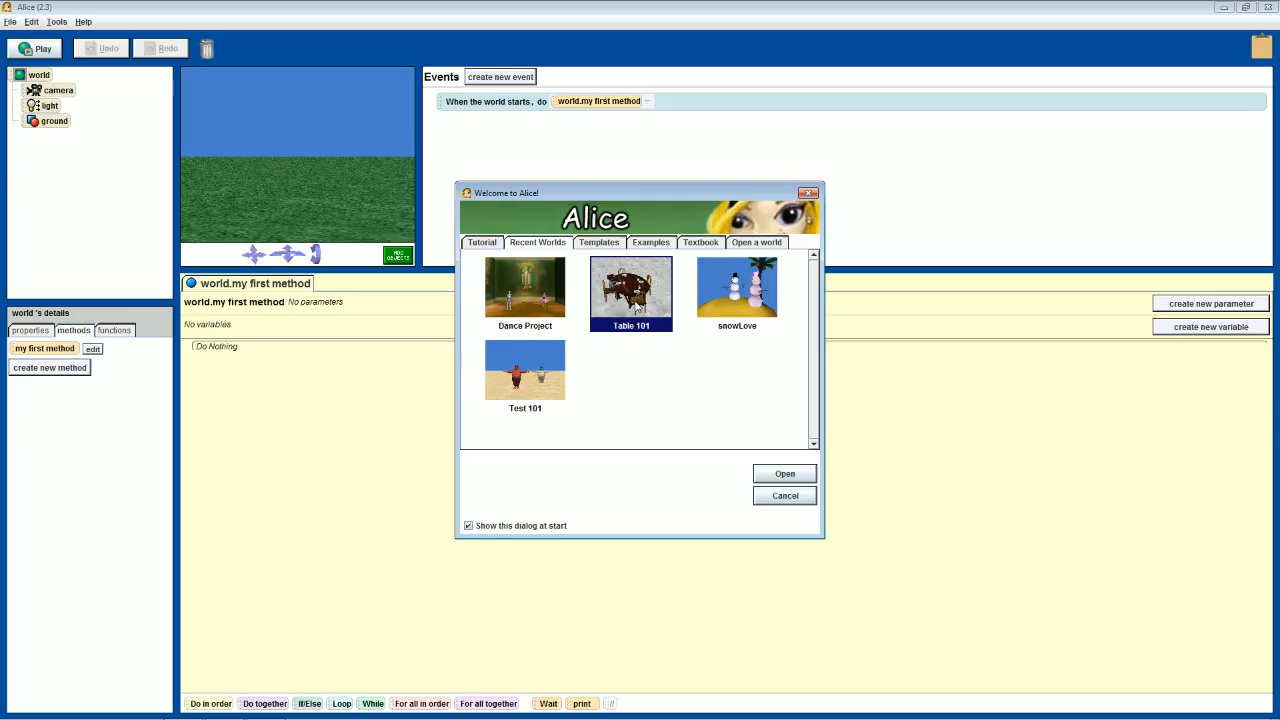 Alice (2.3)
File Edit Tools Help
Play Undo Redo
world
camera
light
ground
ADD OBJECTS
Events create new event
When the world starts, do world.my first method
Welcome to Alice!
Alice
Tutorial Recent Worlds Templates Examples Textbook Open a world
Dance Project Table 101 snowLove
Test 101
Open
Cancel
Show this dialog at start
world 's details
properties methods functions
my first method edit
create new method
world.my first method
world.my first method No parameters create new parameter
No variables create new variable
Do Nothing
Do in order Do together If/Else Loop While For all in order For all together Wait print //